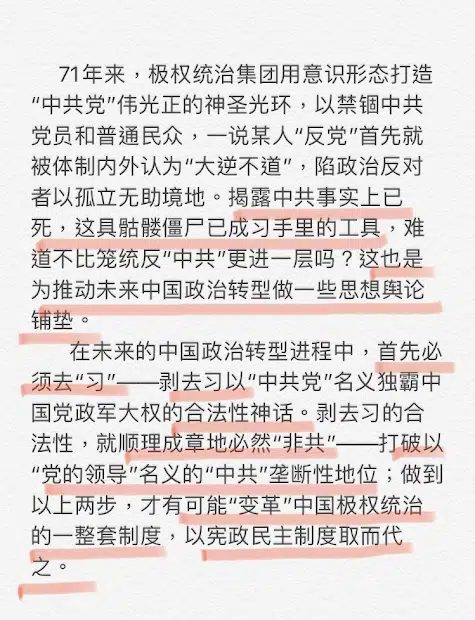 71年来，极权统治集团用意识形态打造
“中共党”伟光正的神圣光环，以禁锢中共
党员和普通民众，一说某人“反党”首先就
被体制内外认为“大逆不道”，陷政治反对
者以孤立无助境地。揭露中共事实上已
死，这具骷髅僵尸已成习手里的工具，难
道不比笼统反“中共”更进一层吗？这也是
为推动未来中国政治转型做一些思想舆论
铺垫。
在未来的中国政治转型进程中，首先必
须去“习”——剥去习以“中共党”名义独霸中
国党政军大权的合法性神话。剥去习的合
法性，就顺理成章地必然“非共”——打破以
“党的领导”名义的“中共”垄断性地位；做到
以上两步，才有可能“变革”中国极权统治
的一整套制度，以宪政民主制度取而代
之。